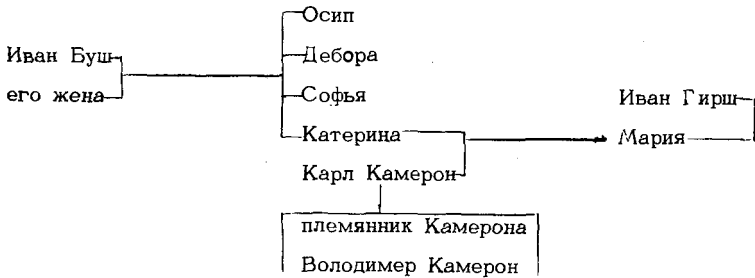 Осип
Иван Буш
Дебора
его жена
Софья
Иван Гирш
Катерина
Мария
Карл Камерон
племянник Камерона
Володимер Камерон